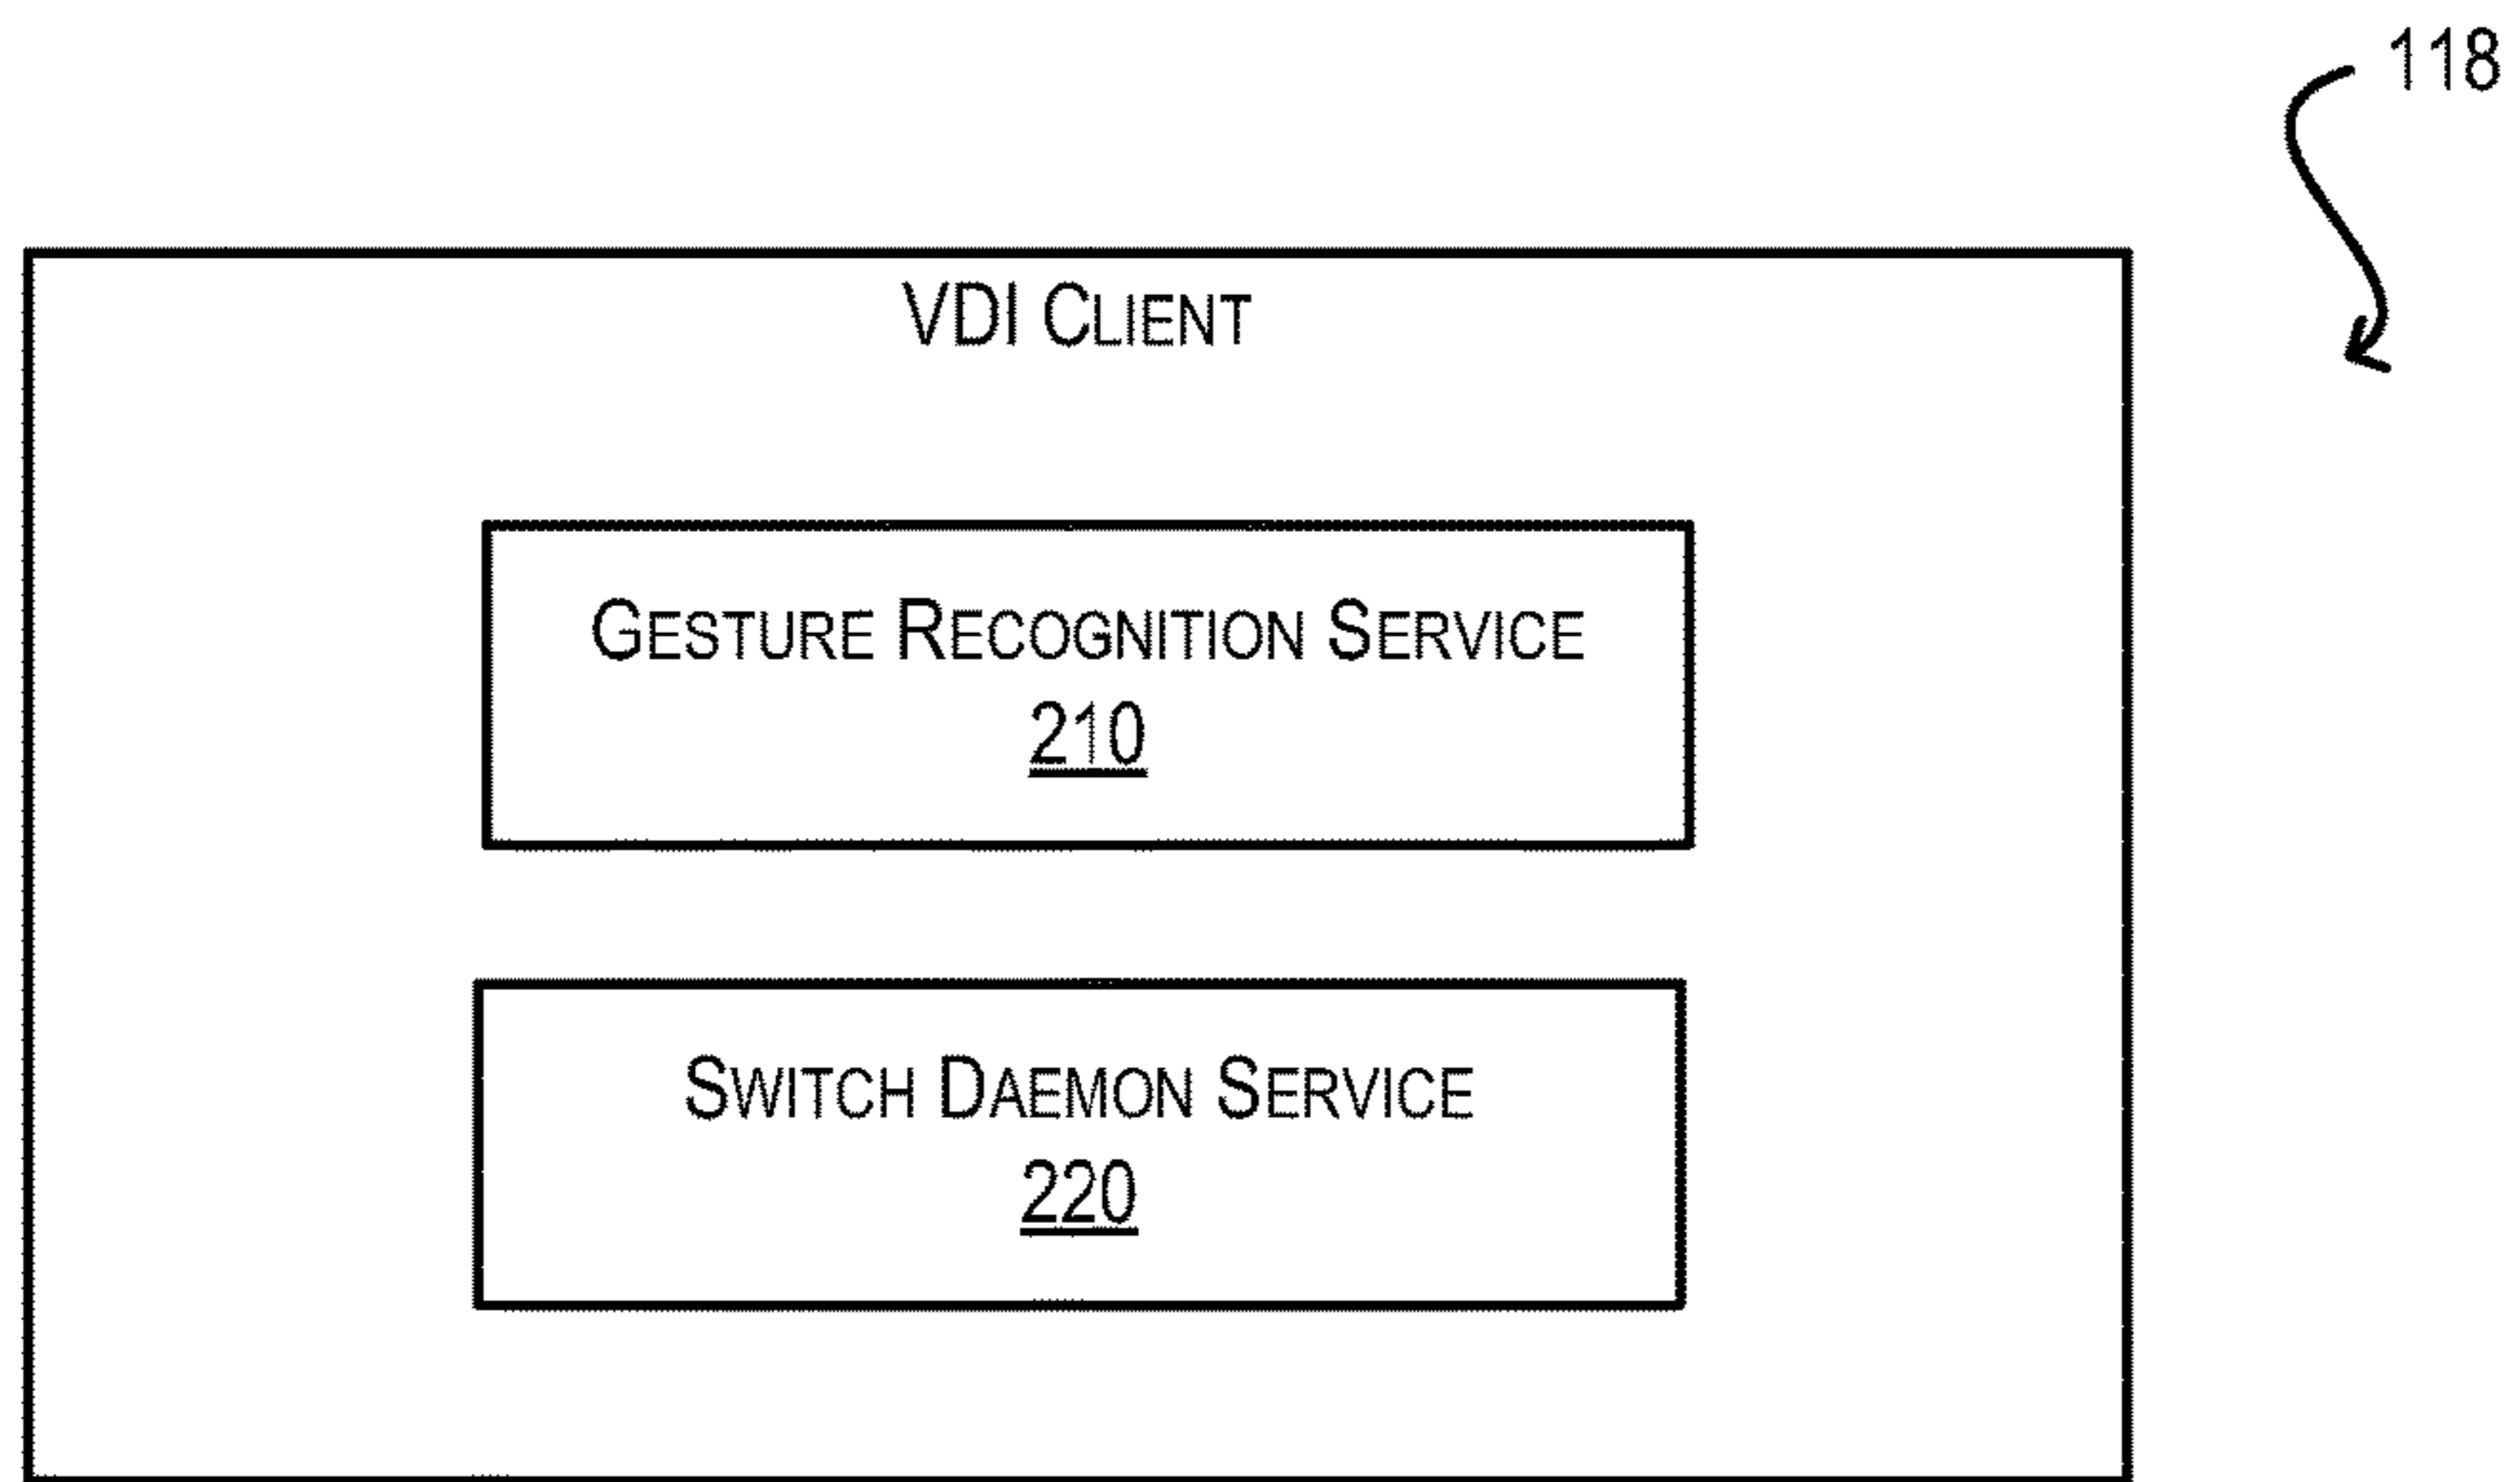 118
VDI CLIENT
GESTURE RECOGNITION SERVICE
210
SWITCH DAEMON SERVICE
220